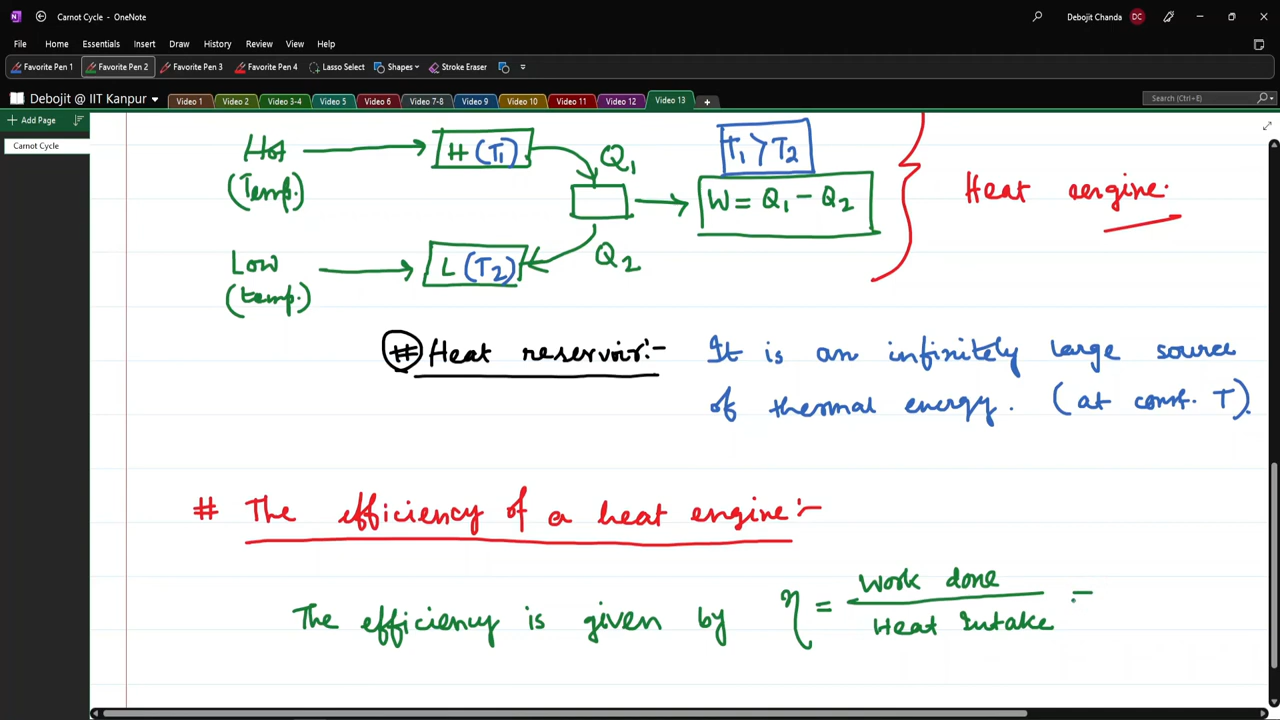 Carnot Cycle - OneNote
Debojit Chanda DC
File Home Essentials Insert Draw History Review View Help
Favorite Pen 1 Favorite Pen 2 Favorite Pen 3 Favorite Pen 4 Lasso Select Shapes Stroke Eraser
Debojit @ IIT Kanpur Video 1 Video 2 Video 3-4 Video 5 Video 6 Video 7-8 Video 9 Video 10 Video 11 Video 12 Video 13 Search (Ctrl+E)
Add Page
Carnot Cycle
Hot
(Temp.)
H (T₁)
Q₁
T₁ > T₂
W = Q₁ - Q₂
Heat engine.
Low
(temp.)
L (T₂)
Q₂
# Heat reservoir:- It is an infinitely large source
of thermal energy. (at const. T).
# The efficiency of a heat engine:-
The efficiency is given by η = Work done =
Heat Intake